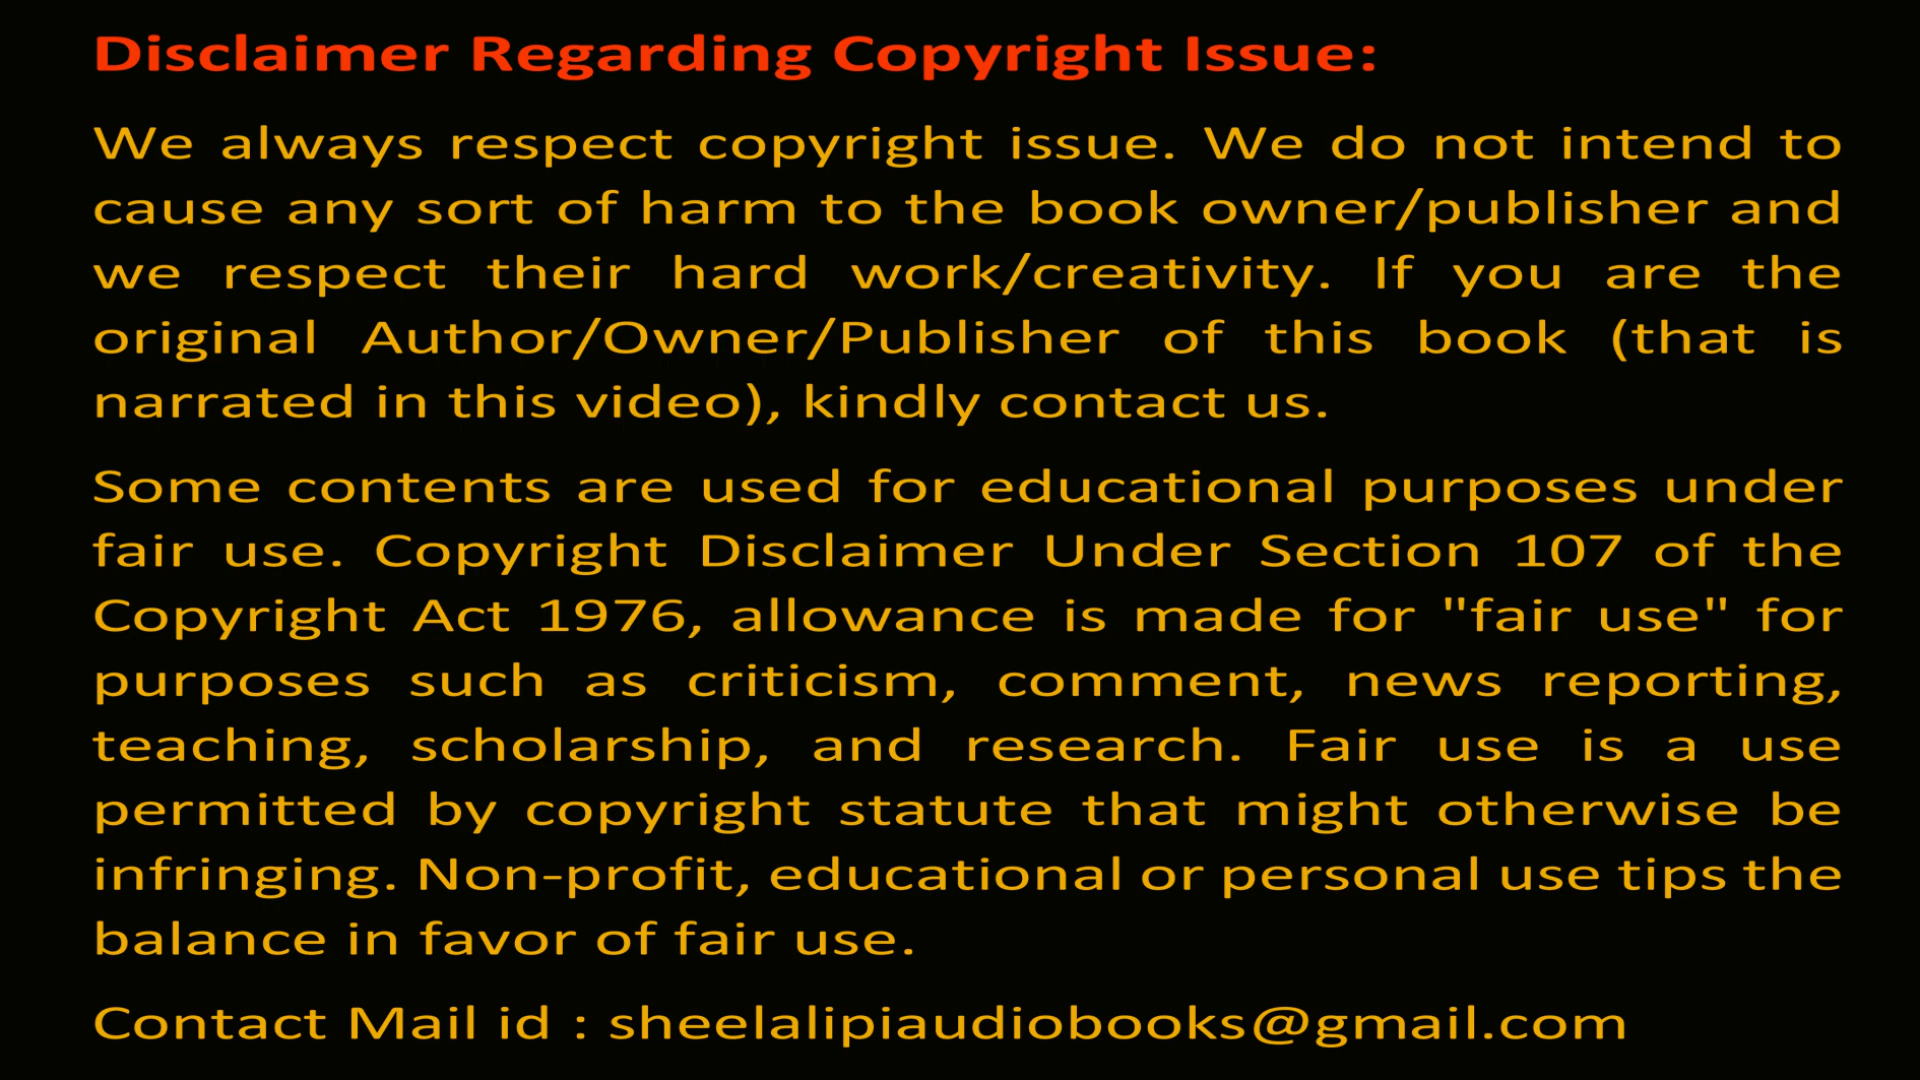 Disclaimer Regarding Copyright Issue:
We always respect copyright issue. We do not intend to
cause any sort of harm to the book owner/publisher and
we respect their hard work/creativity. If you are the
original Author/Owner/Publisher of this book (that is
narrated in this video), kindly contact us.
Some contents are used for educational purposes under
fair use. Copyright Disclaimer Under Section 107 of the
Copyright Act 1976, allowance is made for "fair use" for
purposes such as criticism, comment, news reporting,
teaching, scholarship, and research. Fair use is a use
permitted by copyright statute that might otherwise be
infringing. Non-profit, educational or personal use tips the
balance in favor of fair use.
Contact Mail id : sheelalipiaudiobooks@gmail.com